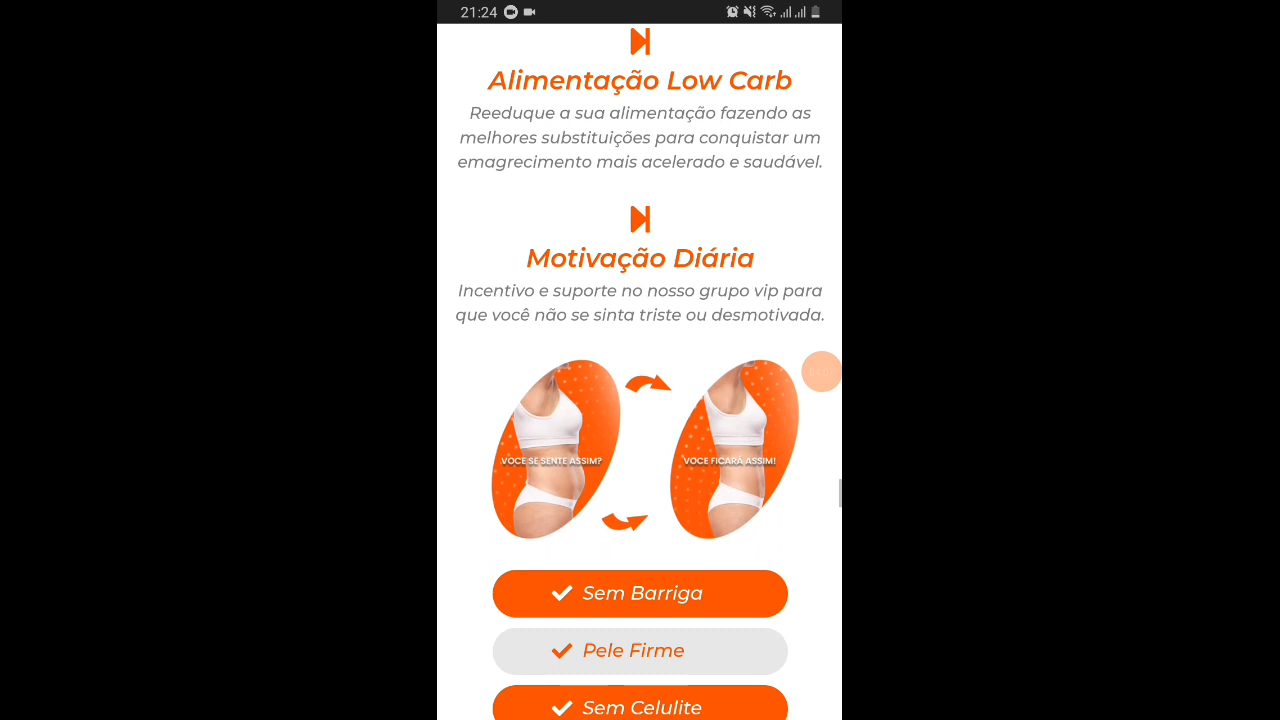 21:24
Alimentação Low Carb
Reeduque a sua alimentação fazendo as
melhores substituições para conquistar um
emagrecimento mais acelerado e saudável.
Motivação Diária
Incentivo e suporte no nosso grupo vip para
que você não se sinta triste ou desmotivada.
VOCE SE SENTE ASSIM?
VOCE FICARÁ ASSIM!
Sem Barriga
Pele Firme
Sem Celulite